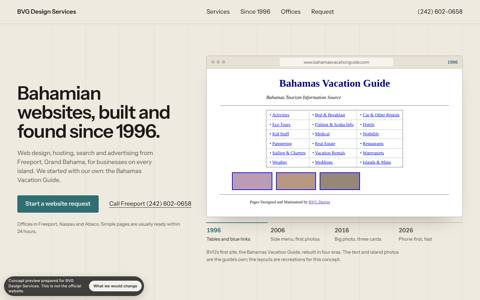 BVG Design Services
Services Since 1996 Offices Request
(242) 602-0658
www.bahamasvacationguide.com
1996
Bahamas Vacation Guide
Bahamas Tourism Information Source
• Activities • Bed & Breakfast • Car & Other Rentals
• Eco Tours • Fishing & Scuba Info • Hotels
• Kid Stuff • Medical • Nightlife
• Pampering • Real Estate • Restaurants
• Sailing & Charters • Vacation Rentals • Watersports
• Weather • Weddings • Islands & Maps
Pages Designed and Maintained by BVG Design
Bahamian
websites, built and
found since 1996.
Web design, hosting, search and advertising from
Freeport, Grand Bahama, for businesses on every
island. We started with our own: the Bahamas
Vacation Guide.
Start a website request
Call Freeport (242) 602-0658
Offices in Freeport, Nassau and Abaco. Simple pages are usually ready within
24 hours.
1996
Tables and blue links
2006
Side menu, first photos
2016
Big photo, three cards
2026
Phone first, fast
BVG's first site, the Bahamas Vacation Guide, rebuilt in four eras. The text and island photos
are the guide's own; the layouts are recreations for this concept.
Concept preview prepared for BVG
Design Services. This is not the official
website.
What we would change